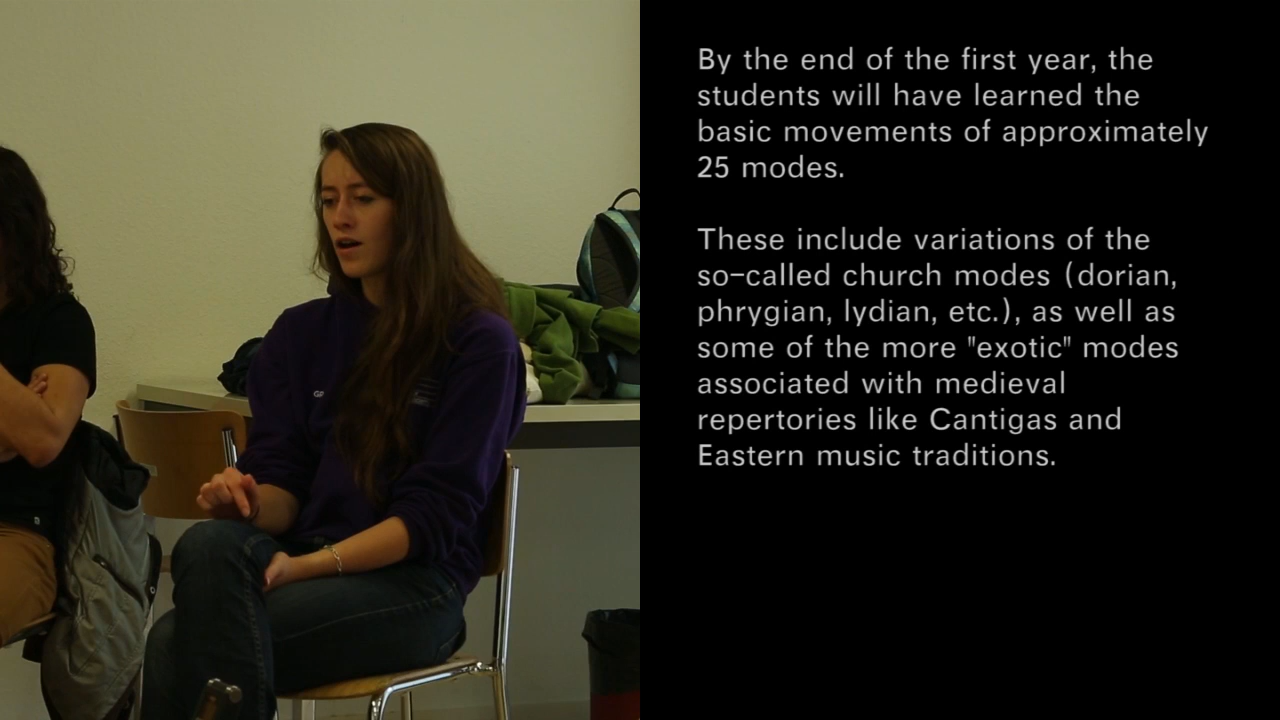 By the end of the first year, the
students will have learned the
basic movements of approximately
25 modes.
These include variations of the
so-called church modes (dorian,
phrygian, lydian, etc.), as well as
some of the more "exotic" modes
associated with medieval
repertories like Cantigas and
Eastern music traditions.